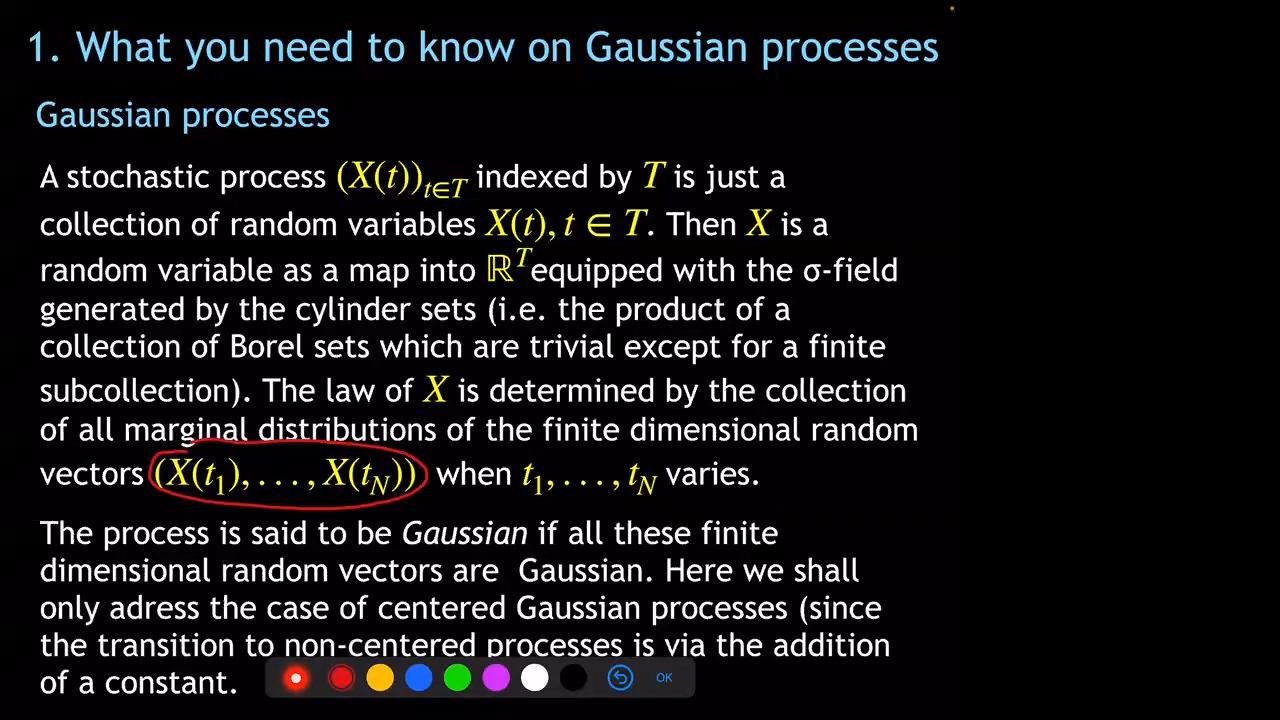 1. What you need to know on Gaussian processes
Gaussian processes
A stochastic process (X(t))_{t∈T} indexed by T is just a
collection of random variables X(t), t ∈ T. Then X is a
random variable as a map into ℝ^T equipped with the σ-field
generated by the cylinder sets (i.e. the product of a
collection of Borel sets which are trivial except for a finite
subcollection). The law of X is determined by the collection
of all marginal distributions of the finite dimensional random
vectors (X(t₁), . . . , X(t_N)) when t₁, . . . , t_N varies.
The process is said to be Gaussian if all these finite
dimensional random vectors are Gaussian. Here we shall
only adress the case of centered Gaussian processes (since
the transition to non-centered processes is via the addition
of a constant.
OK